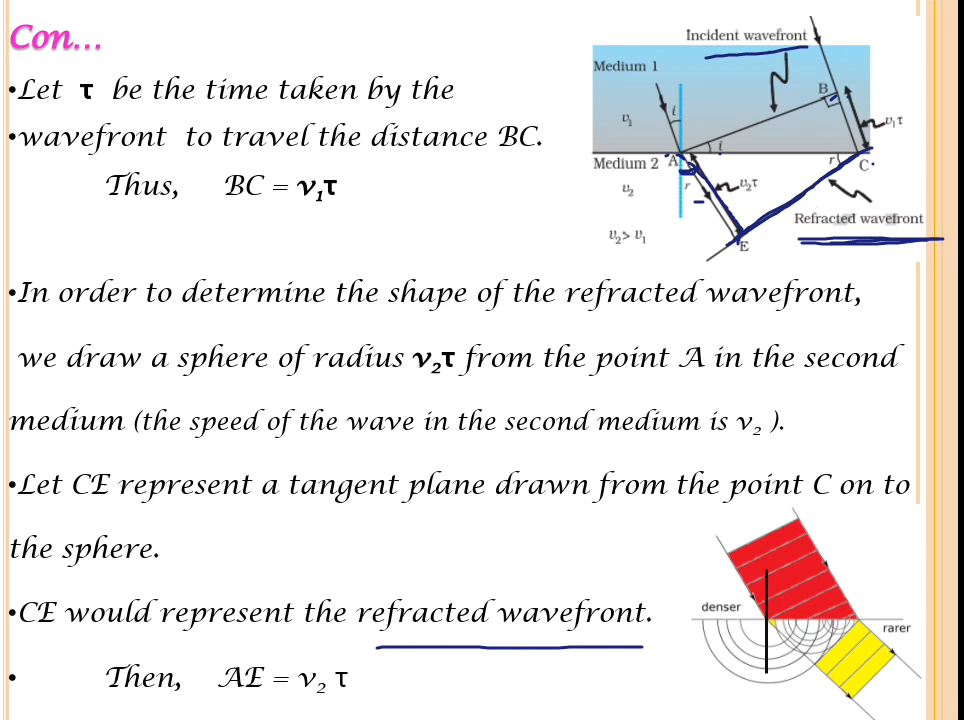 Con...
•Let τ be the time taken by the
•wavefront to travel the distance BC.
Thus, BC = v₁τ
Incident wavefront
Medium 1
B
i
v₁
v₁τ
i
A
r
C
Medium 2
r
v₂τ
v₂
Refracted wavefront
v₂> v₁
E
•In order to determine the shape of the refracted wavefront,
we draw a sphere of radius v₂τ from the point A in the second
medium (the speed of the wave in the second medium is v₂ ).
•Let CE represent a tangent plane drawn from the point C on to
the sphere.
•CE would represent the refracted wavefront.
• Then, AE = v₂ τ
denser
rarer